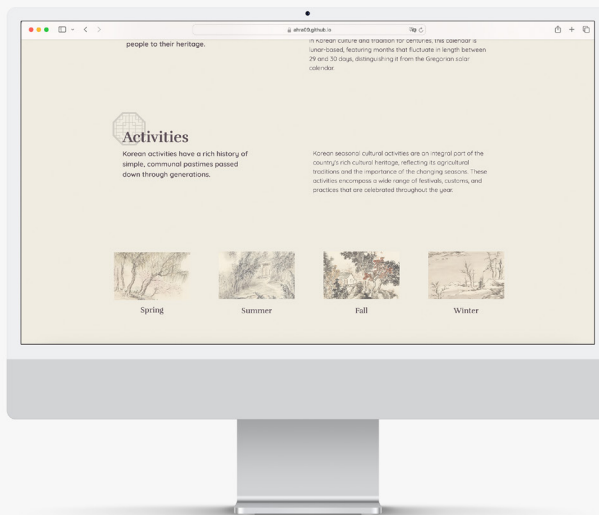 ahra09.github.io
people to their heritage.
in Korean culture and tradition for centuries, this calendar is
lunar-based, featuring months that fluctuate in length between
29 and 30 days, distinguishing it from the Gregorian solar
calendar
Activities
Korean activities have a rich history of
simple, communal pastimes passed
down through generations.
Korean seasonal cultural activities are an integral part of the
country's rich cultural heritage, reflecting its agricultural
traditions and the importance of the changing seasons. These
activities encompass a wide range of festivals, customs, and
practices that are celebrated throughout the year.
Spring
Summer
Fall
Winter